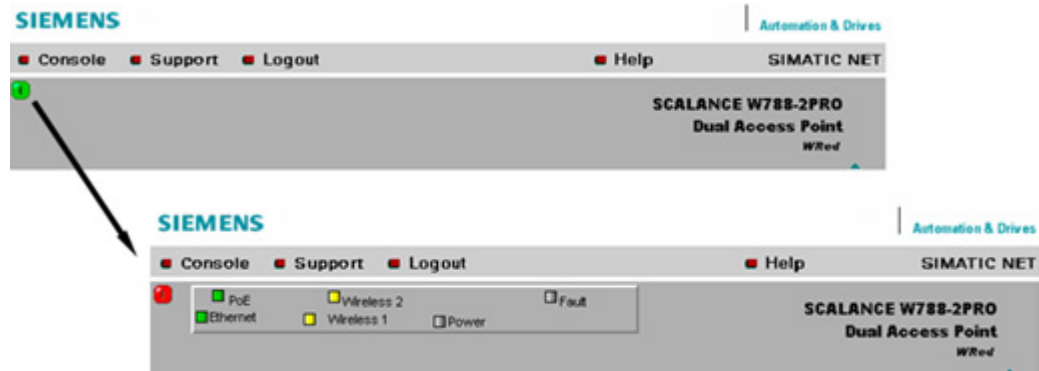 SIEMENS
Automation & Drives
Console Support Logout Help SIMATIC NET
SCALANCE W788-2PRO
Dual Access Point
WRed
SIEMENS
Automation & Drives
Console Support Logout Help SIMATIC NET
PoE Wireless 2 Fault
Ethernet Wireless 1 Power
SCALANCE W788-2PRO
Dual Access Point
WRed